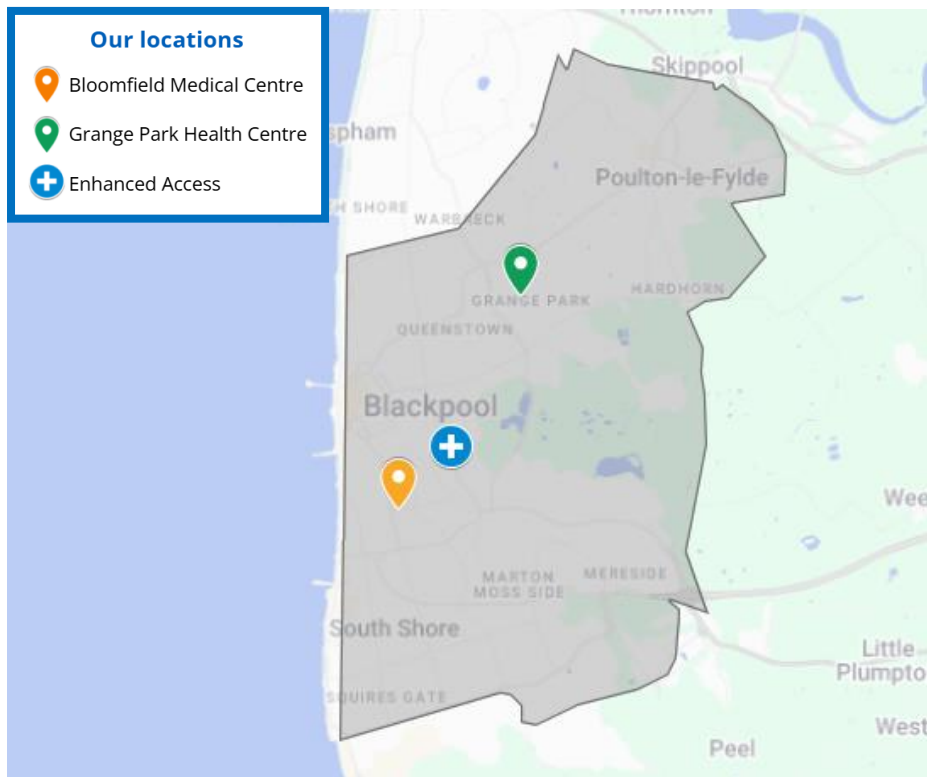 Our locations
Bloomfield Medical Centre
Grange Park Health Centre
Enhanced Access
Thornton
Skippool
spham
Poulton-le-Fylde
H SHORE
WARBRECK
HARDHORN
GRANGE PARK
QUEENSTOWN
Blackpool
Wee
MARTON
MOSS SIDE
MERESIDE
South Shore
Little
Plumpto
SQUIRES GATE
West
Peel